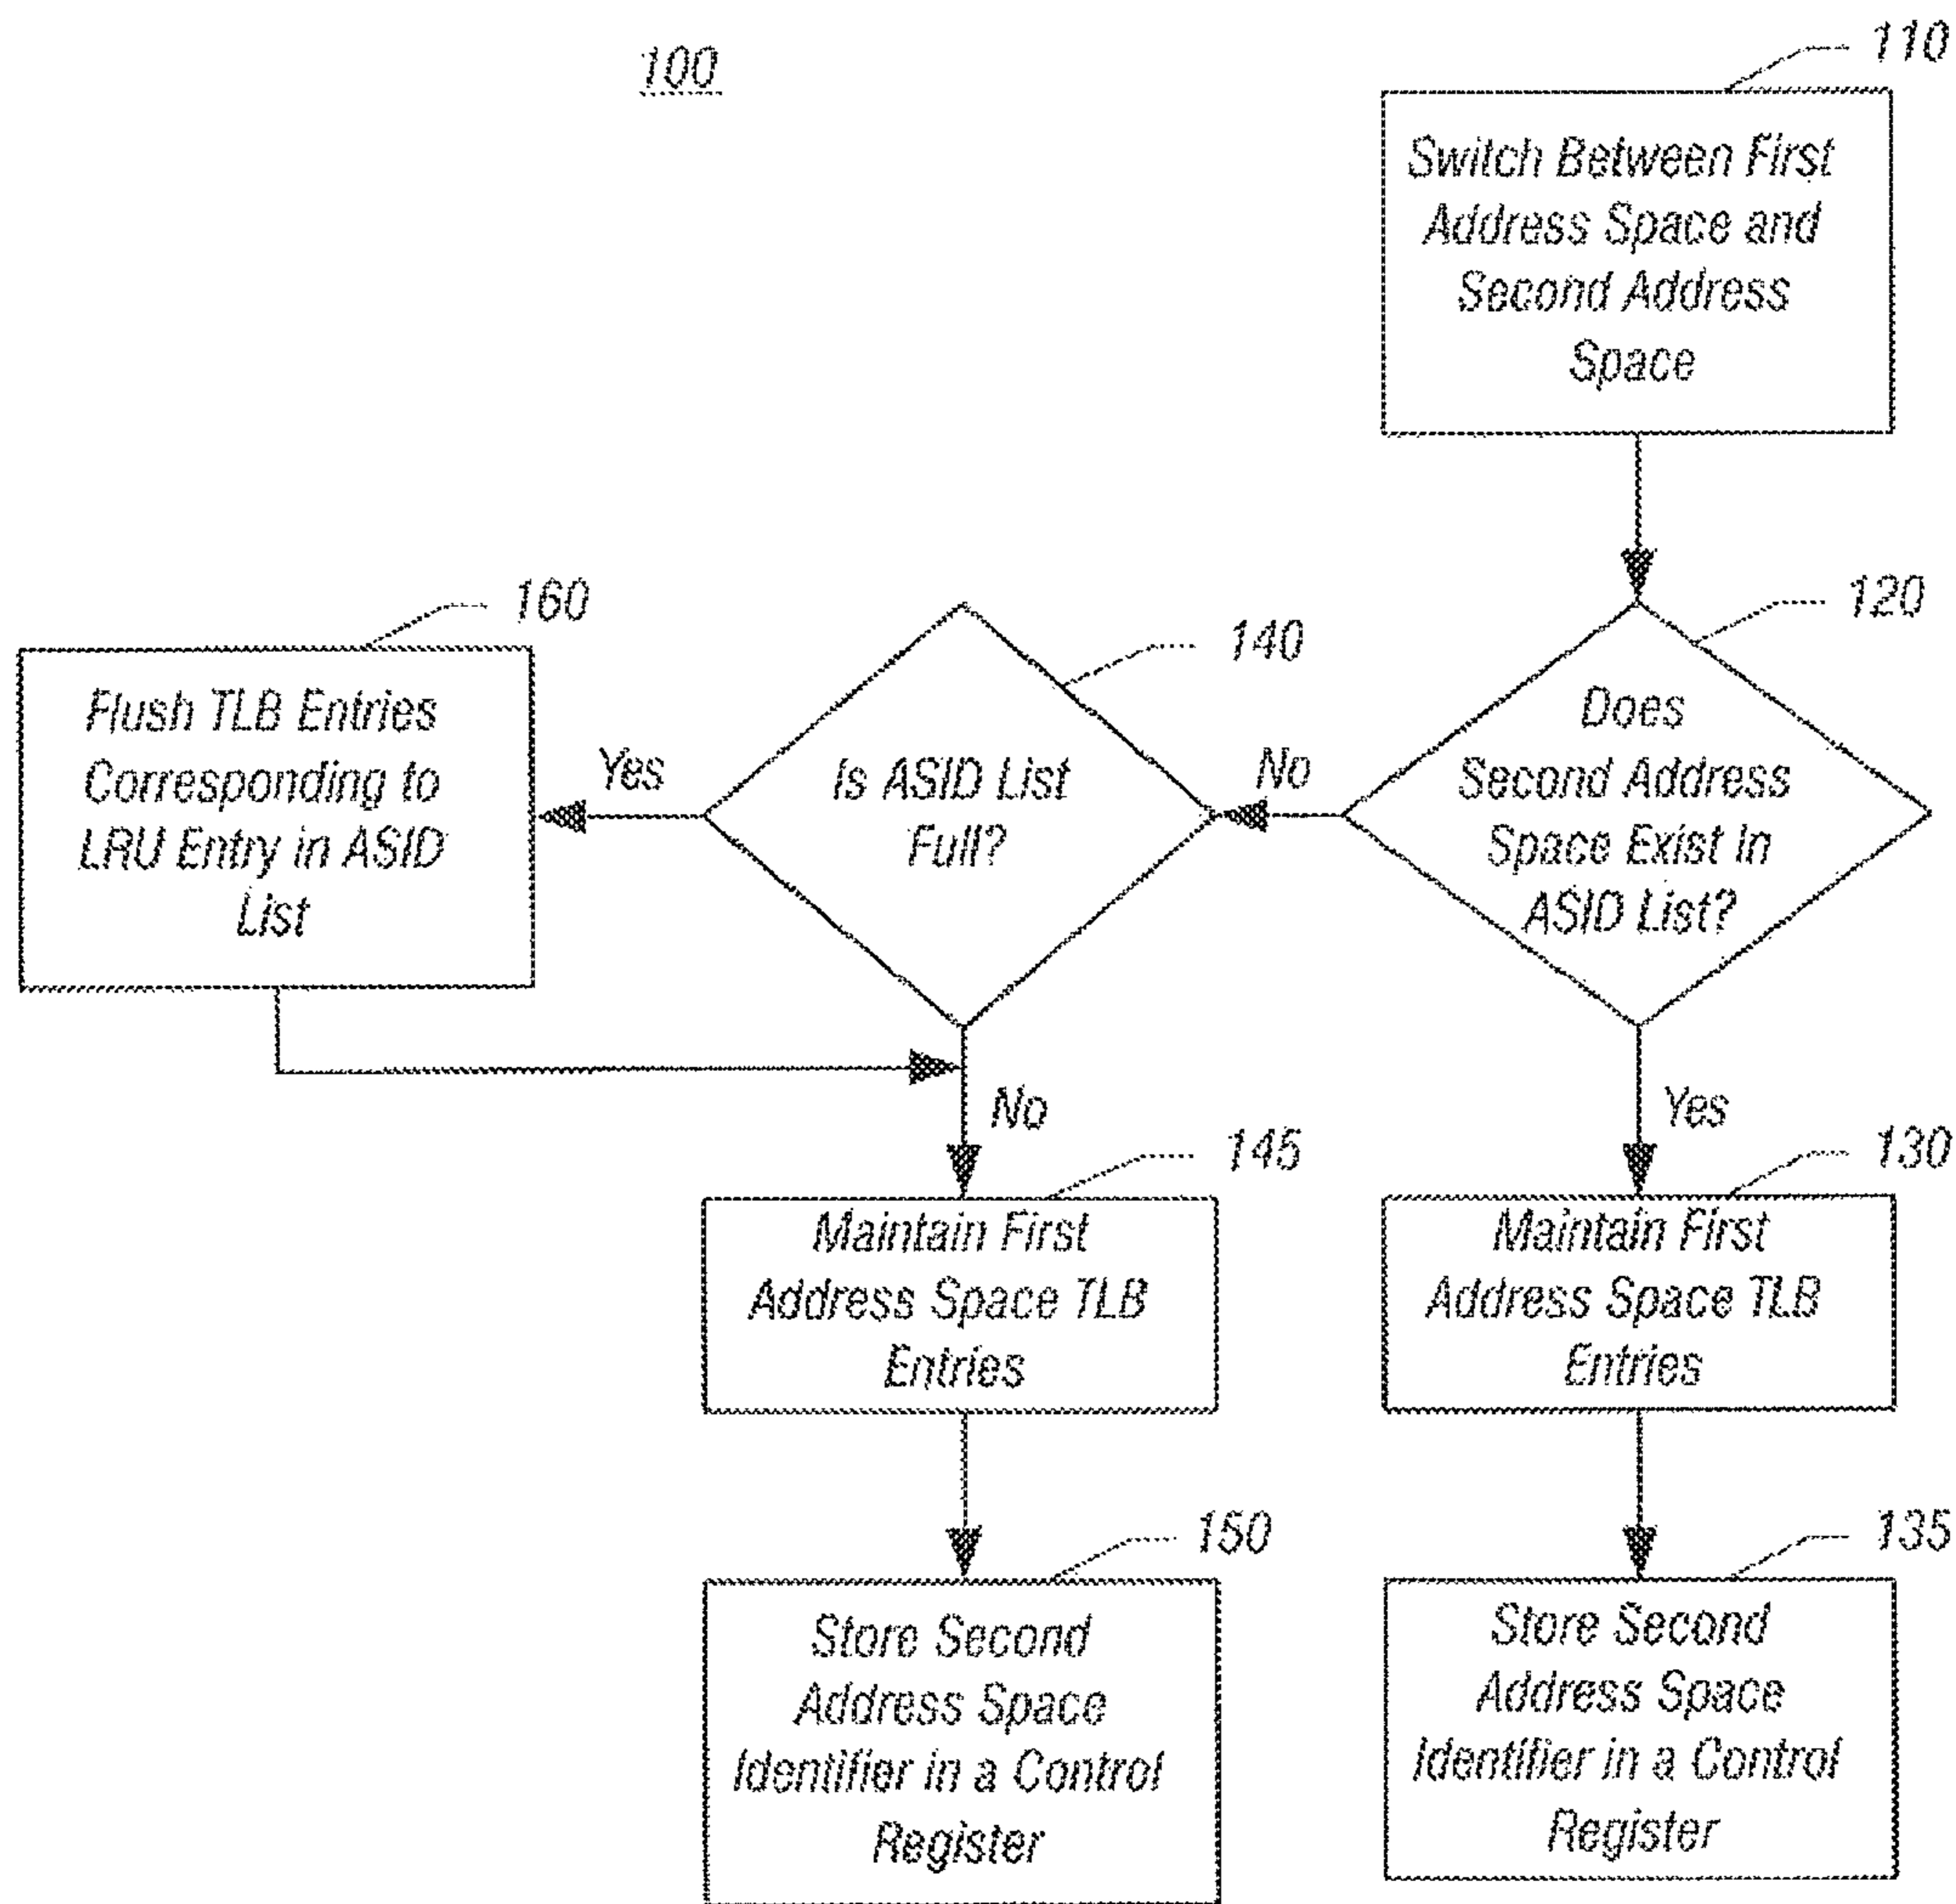 100
110
Switch Between First
Address Space and
Second Address
Space
120
Does
Second Address
Space Exist in
ASID List?
No
140
Is ASID List
Full?
Yes
160
Flush TLB Entries
Corresponding to
LRU Entry in ASID
List
No
145
Maintain First
Address Space TLB
Entries
150
Store Second
Address Space
Identifier in a Control
Register
Yes
130
Maintain First
Address Space TLB
Entries
135
Store Second
Address Space
Identifier in a Control
Register